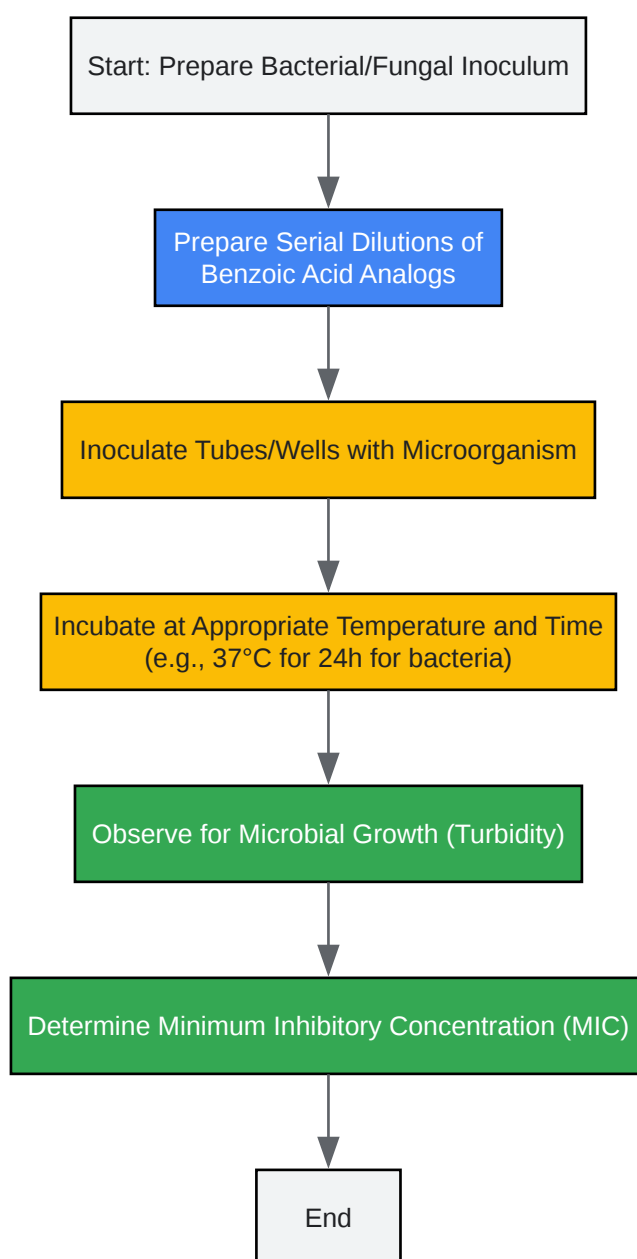 Start: Prepare Bacterial/Fungal Inoculum
Prepare Serial Dilutions of
Benzoic Acid Analogs
Inoculate Tubes/Wells with Microorganism
Incubate at Appropriate Temperature and Time
(e.g., 37°C for 24h for bacteria)
Observe for Microbial Growth (Turbidity)
Determine Minimum Inhibitory Concentration (MIC)
End